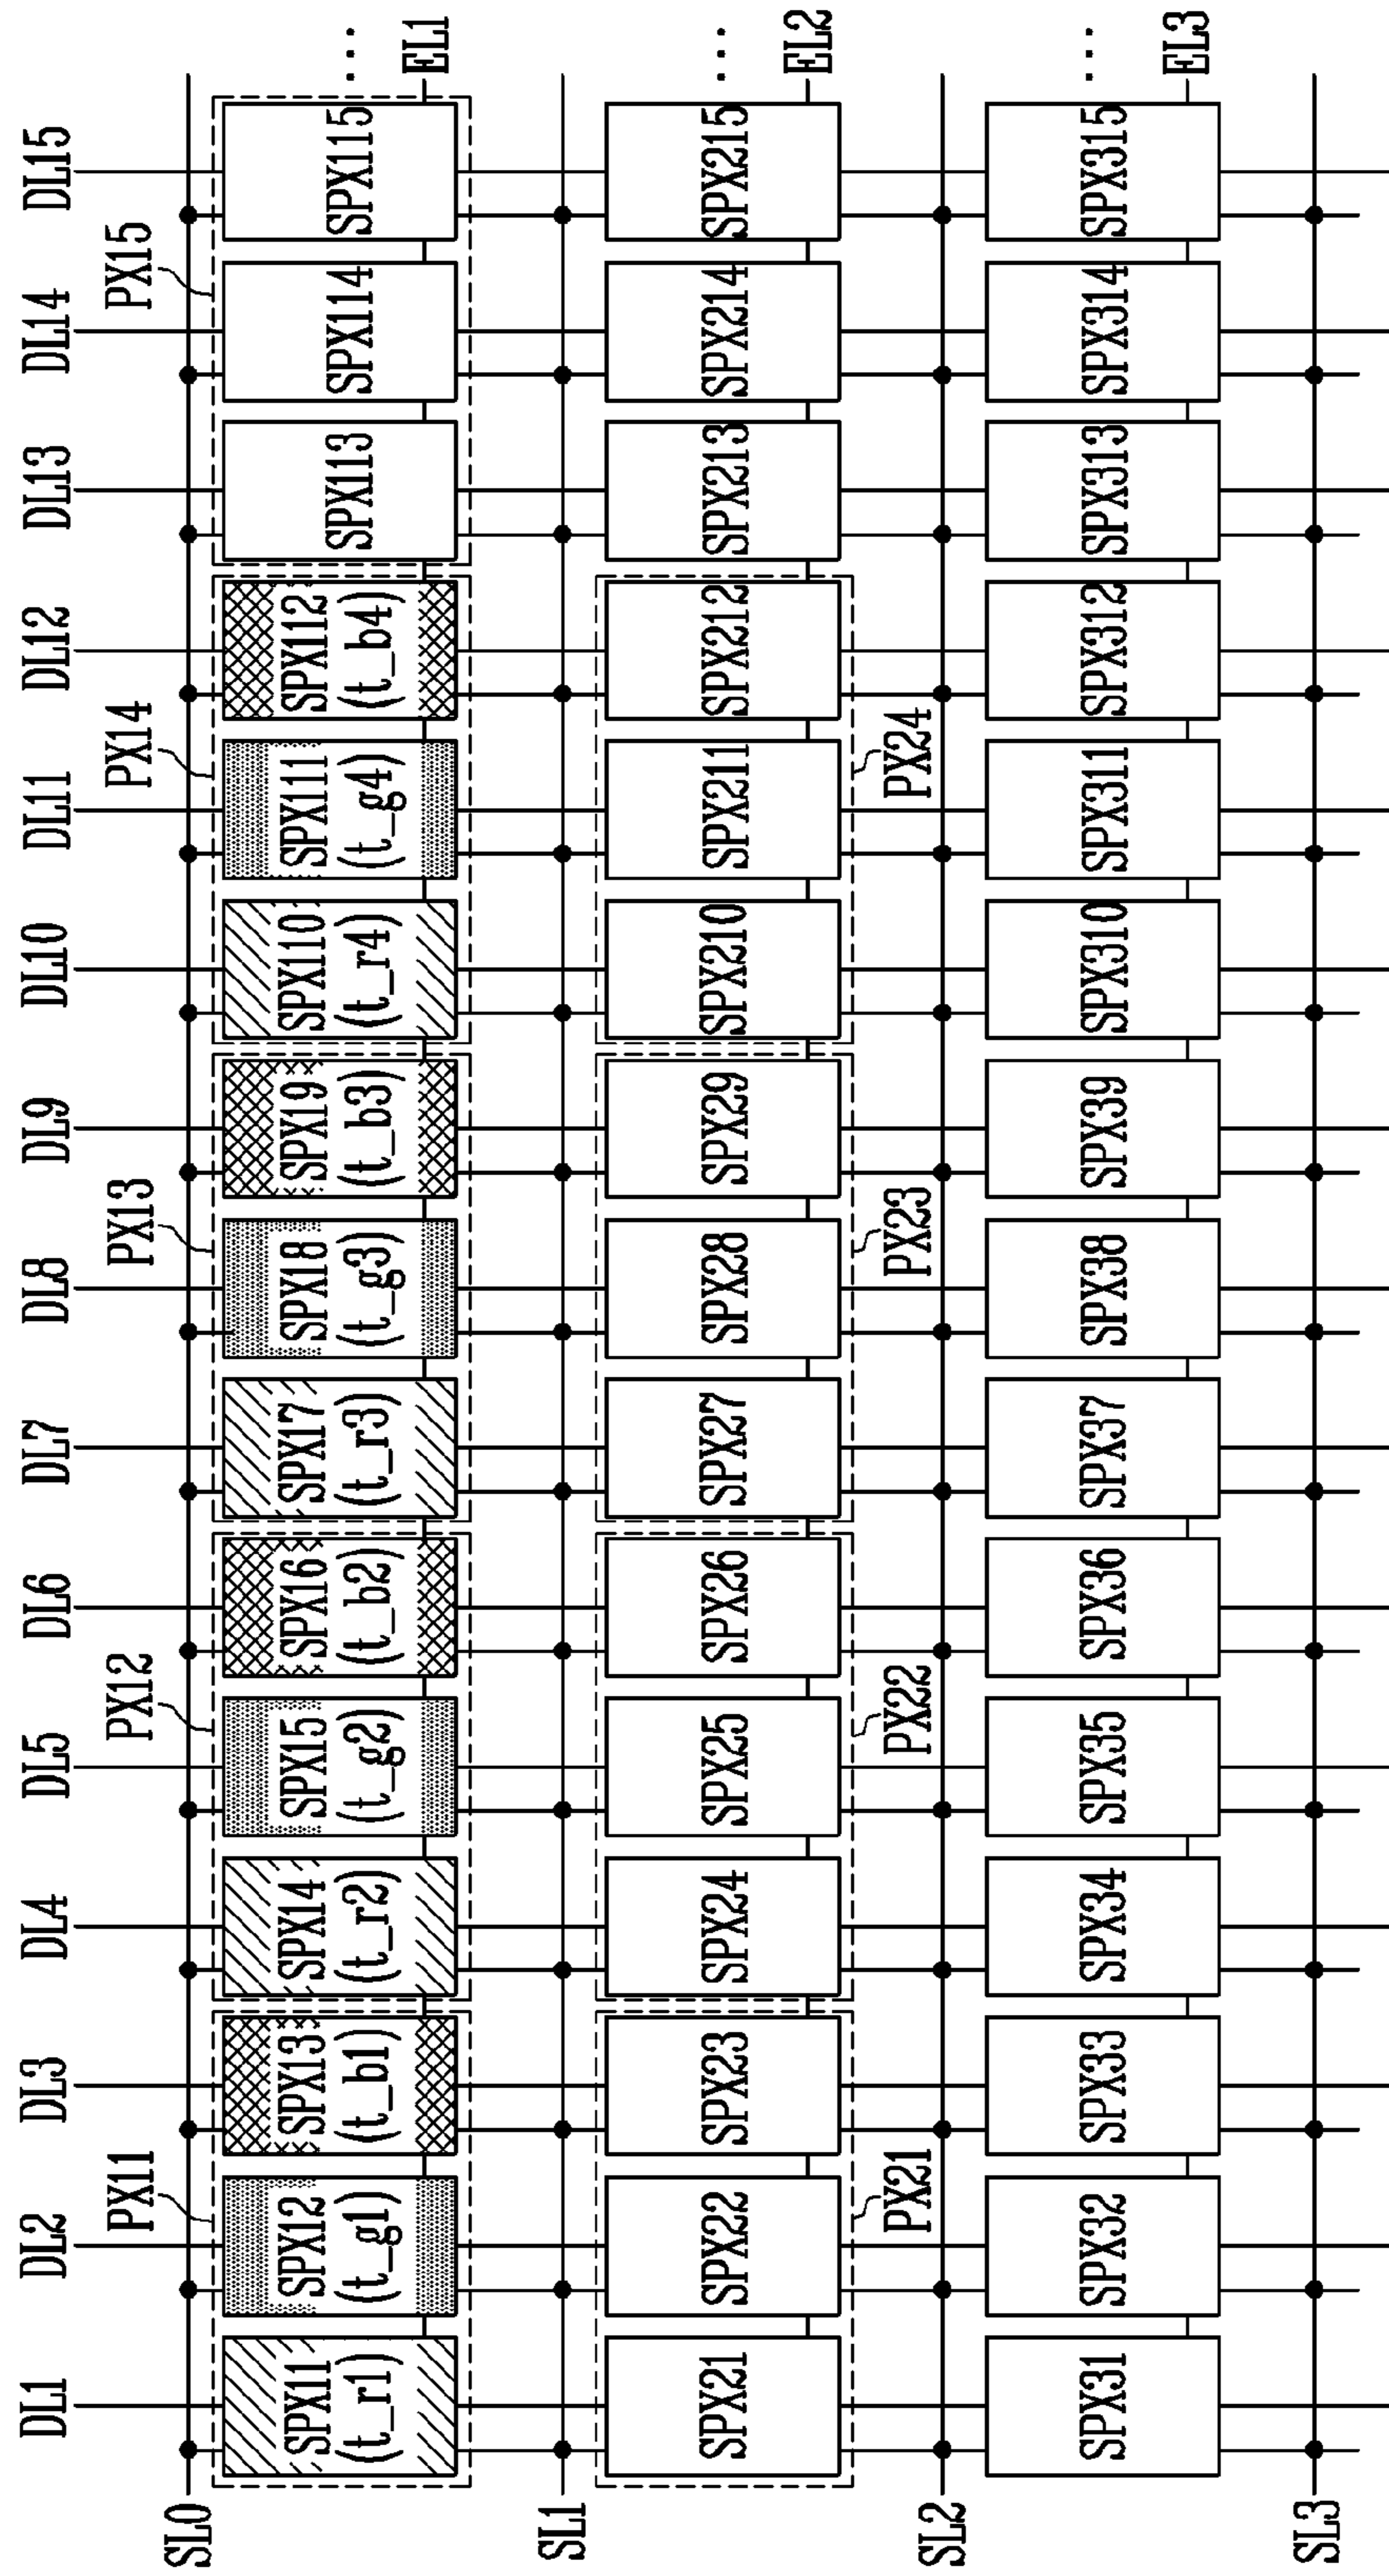 DL1 DL2 DL3 DL4 DL5 DL6 DL7 DL8 DL9 DL10 DL11 DL12 DL13 DL14 DL15
PX11 PX12 PX13 PX14 PX15
SL0
SPX11 SPX12 SPX13 SPX14 SPX15 SPX16 SPX17 SPX18 SPX19 SPX110 SPX111 SPX112 SPX113 SPX114 SPX115 ...
(t_r1) (t_g1) (t_b1) (t_r2) (t_g2) (t_b2) (t_r3) (t_g3) (t_b3) (t_r4) (t_g4) (t_b4)
EL1
SL1
SPX21 SPX22 SPX23 SPX24 SPX25 SPX26 SPX27 SPX28 SPX29 SPX210 SPX211 SPX212 SPX213 SPX214 SPX215 ...
EL2
PX21 PX22 PX23 PX24
SL2
SPX31 SPX32 SPX33 SPX34 SPX35 SPX36 SPX37 SPX38 SPX39 SPX310 SPX311 SPX312 SPX313 SPX314 SPX315 ...
EL3
SL3